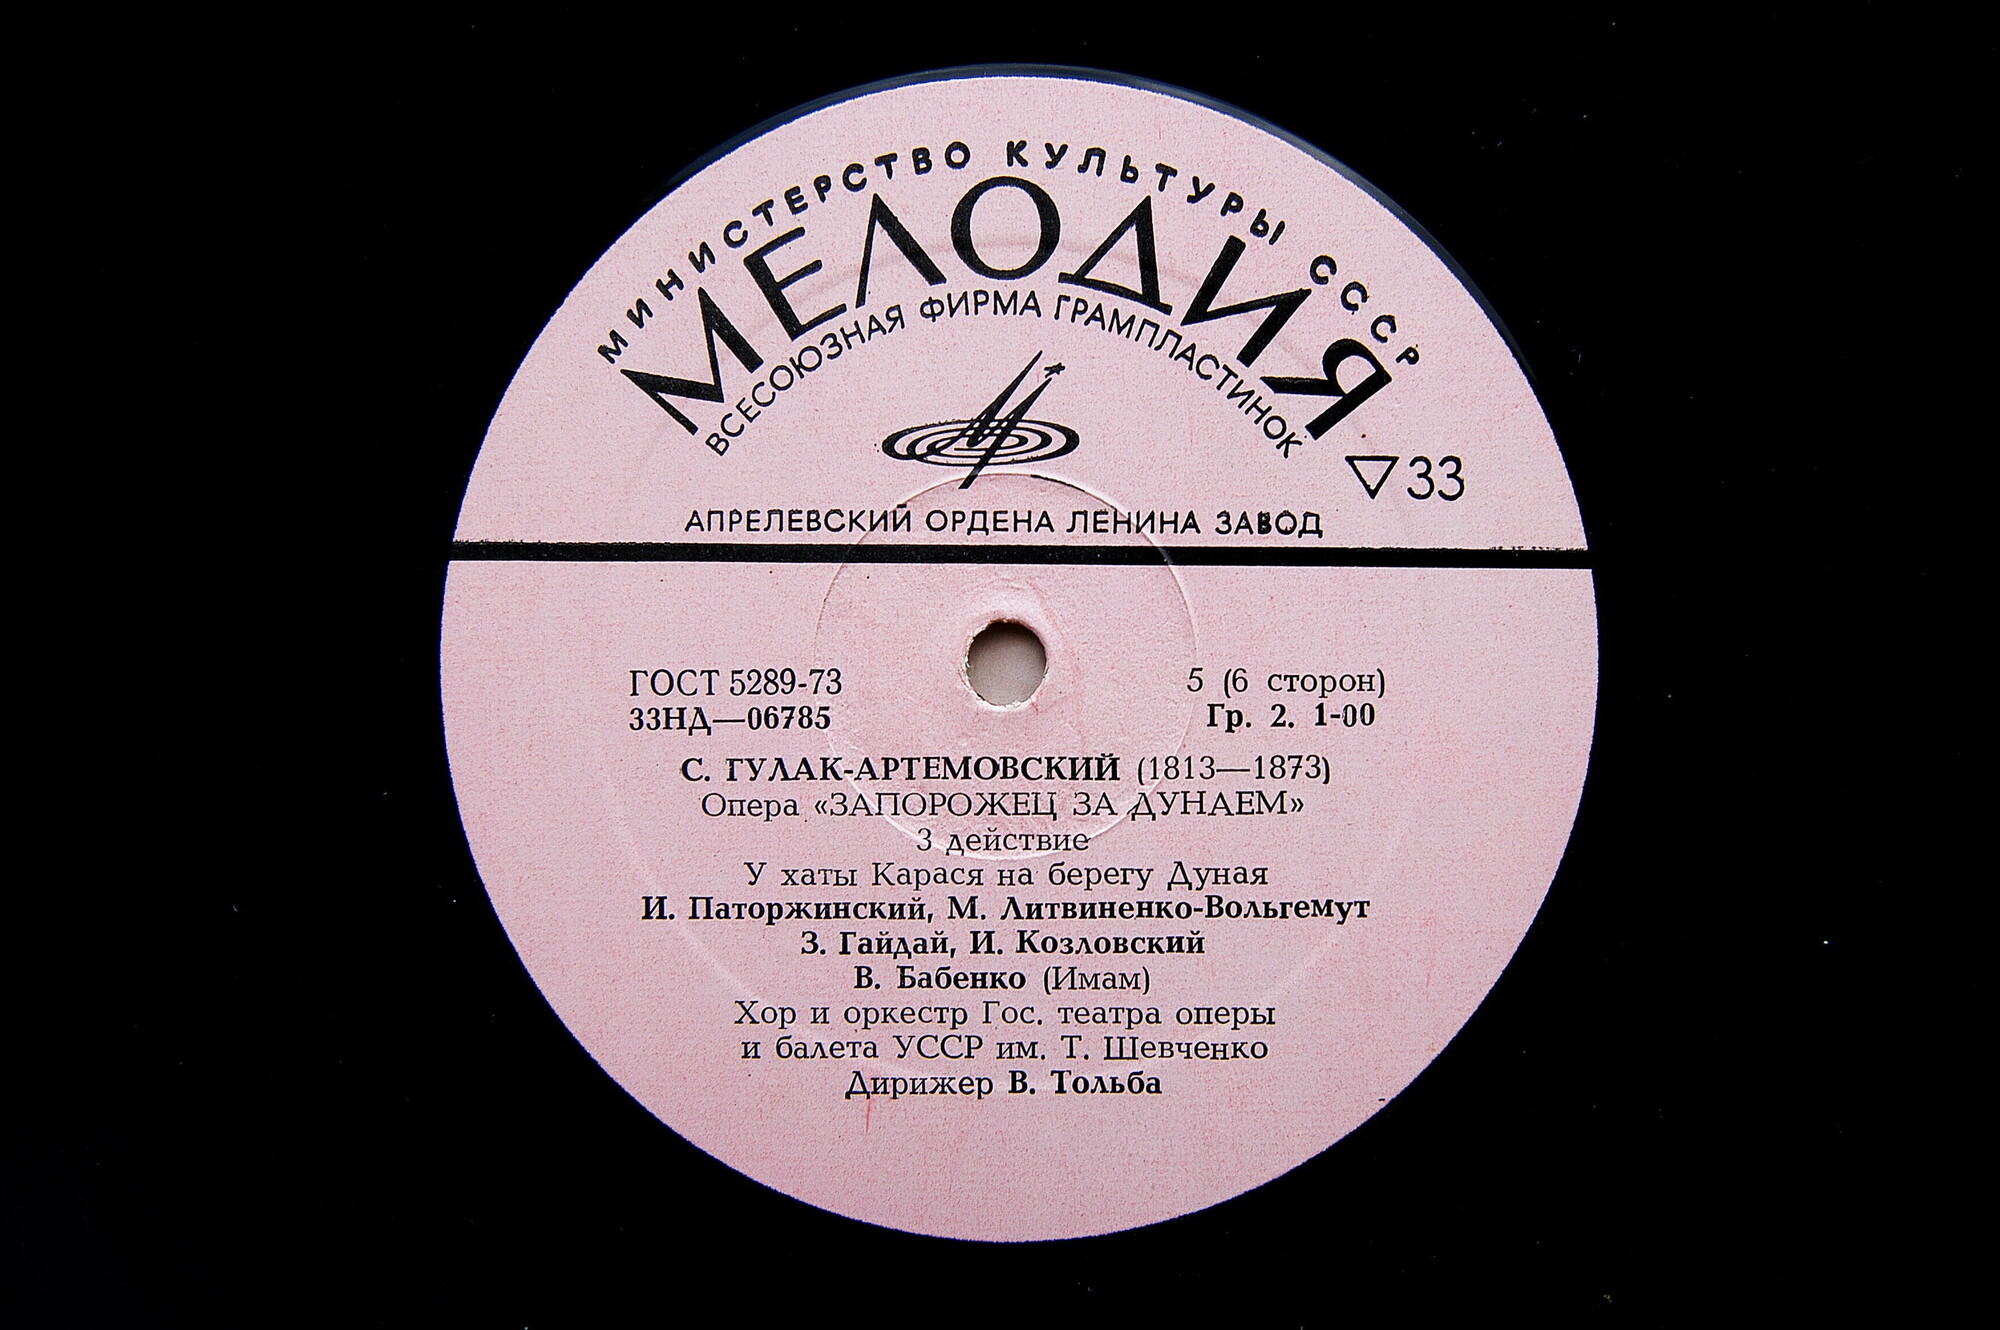 МИНИСТЕРСТВО КУЛЬТУРЫ СССР
МЕЛОДИЯ
ВСЕСОЮЗНАЯ ФИРМА ГРАМПЛАСТИНОК
▽33
АПРЕЛЕВСКИЙ ОРДЕНА ЛЕНИНА ЗАВОД
ГОСТ 5289-73
5 (6 сторон)
33НД—06785
Гр. 2. 1-00
С. ГУЛАК-АРТЕМОВСКИЙ (1813—1873)
Опера «ЗАПОРОЖЕЦ ЗА ДУНАЕМ»
3 действие
У хаты Карася на берегу Дуная
И. Паторжинский, М. Литвиненко-Вольгемут
З. Гайдай, И. Козловский
В. Бабенко (Имам)
Хор и оркестр Гос. театра оперы
и балета УССР им. Т. Шевченко
Дирижер В. Тольба